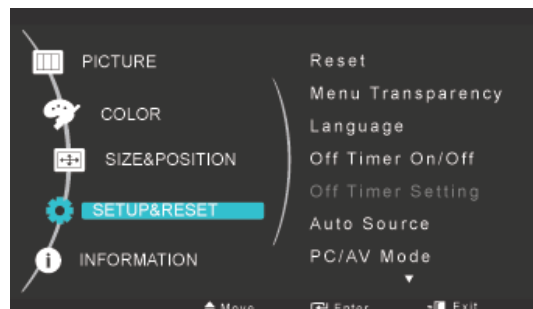 PICTURE
COLOR
SIZE&POSITION
SETUP&RESET
INFORMATION
Reset
Menu Transparency
Language
Off Timer On/Off
Off Timer Setting
Auto Source
PC/AV Mode
Move Enter Exit